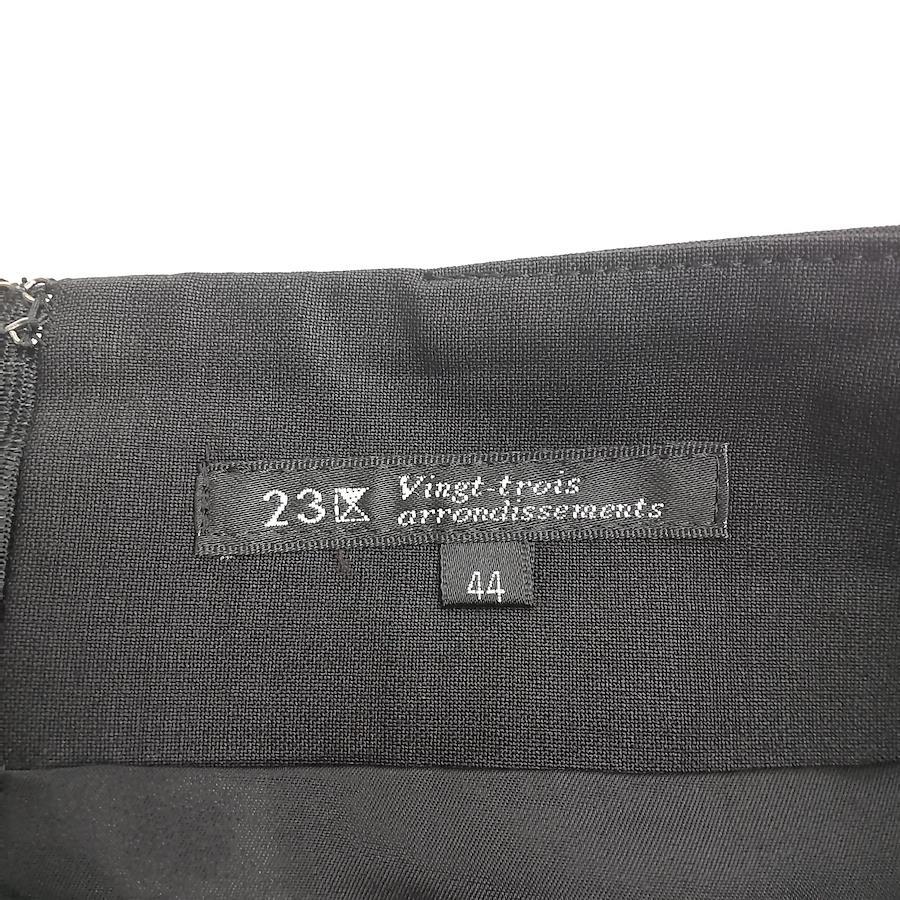 23区 Vingt-trois
arrondissements
44